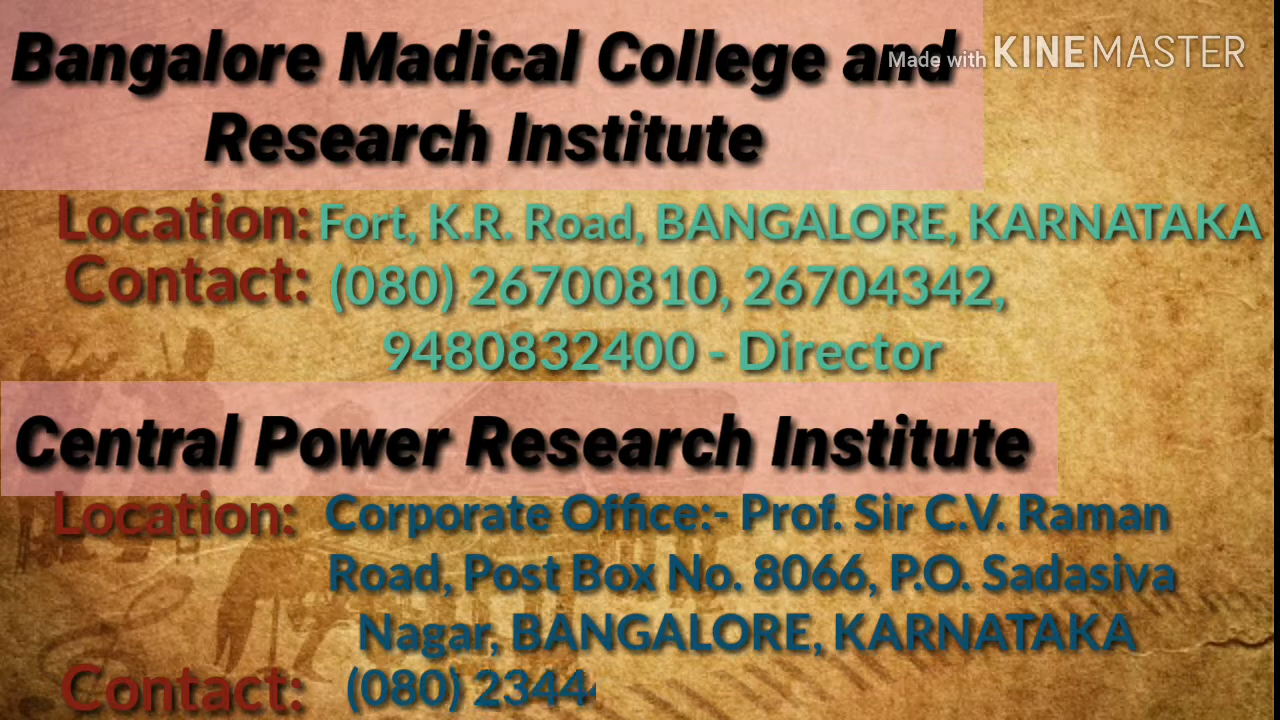 Bangalore Madical College and
Made with KINEMASTER
Research Institute
Location: Fort, K.R. Road, BANGALORE, KARNATAKA
Contact: (080) 26700810, 26704342,
9480832400 - Director
Central Power Research Institute
Location: Corporate Office:- Prof. Sir C.V. Raman
Road, Post Box No. 8066, P.O. Sadasiva
Nagar, BANGALORE, KARNATAKA
Contact: (080) 2344